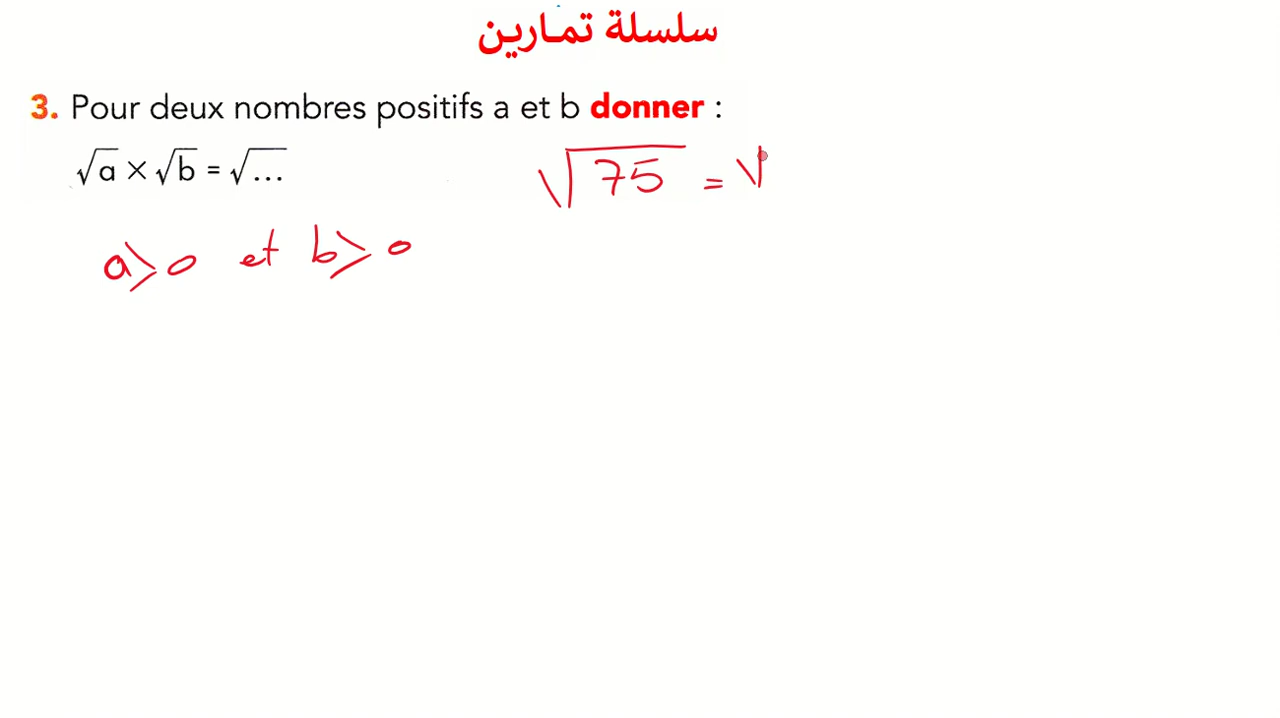 سلسلة تمارين
3. Pour deux nombres positifs a et b donner :
√a × √b = √...
√75 = √
a ≥ 0 et b ≥ 0